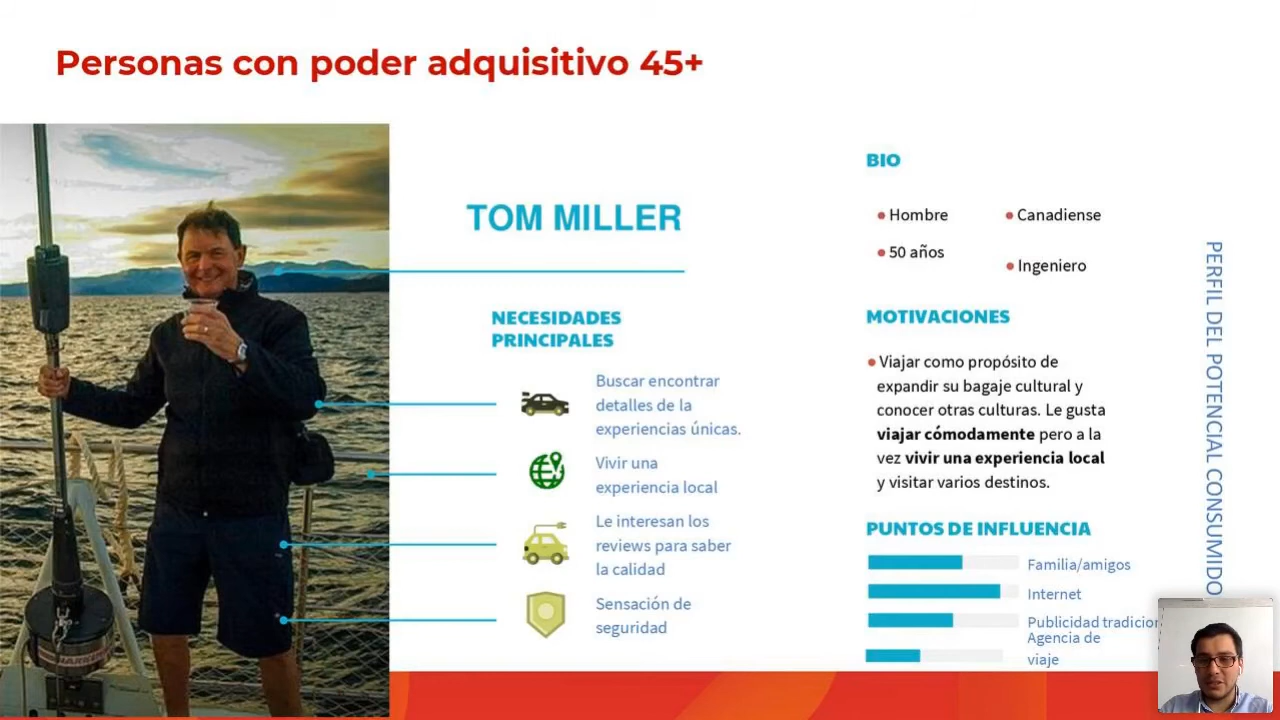 Personas con poder adquisitivo 45+
TOM MILLER
NECESIDADES
PRINCIPALES
Buscar encontrar
detalles de la
experiencias únicas.
Vivir una
experiencia local
Le interesan los
reviews para saber
la calidad
Sensación de
seguridad
BIO
Hombre
Canadiense
50 años
Ingeniero
MOTIVACIONES
Viajar como propósito de
expandir su bagaje cultural y
conocer otras culturas. Le gusta
viajar cómodamente pero a la
vez vivir una experiencia local
y visitar varios destinos.
PUNTOS DE INFLUENCIA
Familia/amigos
Internet
Publicidad tradicion
Agencia de
viaje
PERFIL DEL POTENCIAL CONSUMIDO